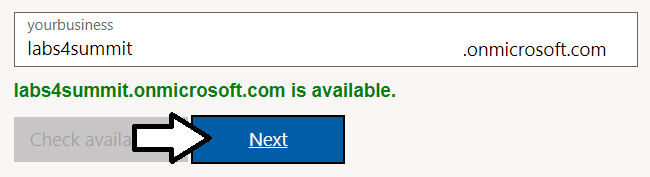 yourbusiness
labs4summit .onmicrosoft.com
labs4summit.onmicrosoft.com is available.
Check availa Next